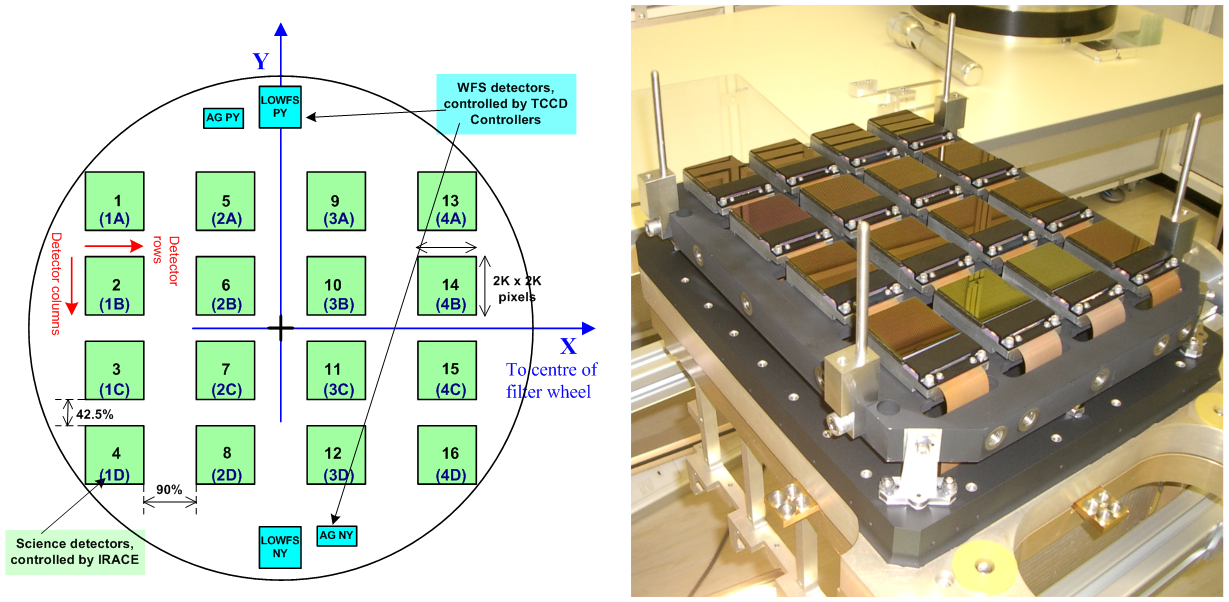 Y
LOWFS
PY
AG PY
WFS detectors,
controlled by TCCD
Controllers
1
(1A)
5
(2A)
9
(3A)
13
(4A)
Detector columns
Detector
rows
2
(1B)
6
(2B)
10
(3B)
14
(4B)
2K x 2K
pixels
X
To centre of
filter wheel
3
(1C)
7
(2C)
11
(3C)
15
(4C)
42.5%
4
(1D)
8
(2D)
12
(3D)
16
(4D)
90%
LOWFS
NY
AG NY
Science detectors,
controlled by IRACE